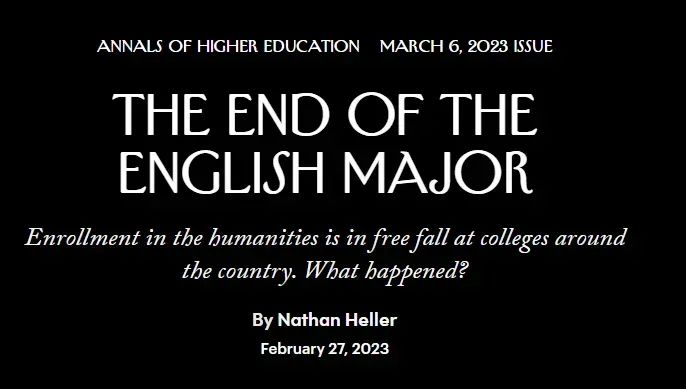 ANNALS OF HIGHER EDUCATION MARCH 6, 2023 ISSUE
THE END OF THE
ENGLISH MAJOR
Enrollment in the humanities is in free fall at colleges around
the country. What happened?
By Nathan Heller
February 27, 2023